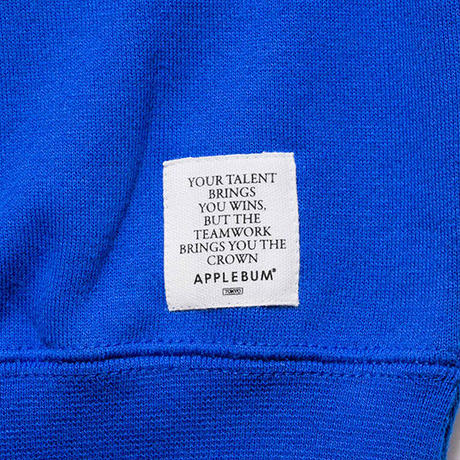 YOUR TALENT
BRINGS
YOU WINS,
BUT THE
TEAMWORK
BRINGS YOU THE
CROWN
APPLEBUM®
TOKYO